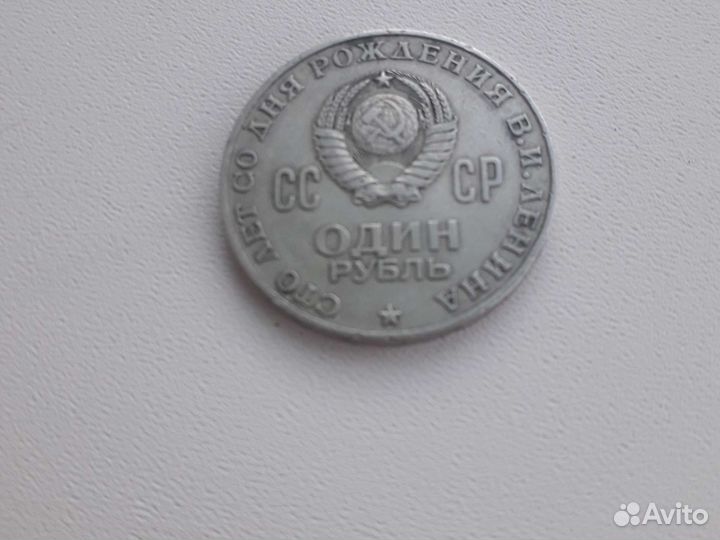 СТО ЛЕТ СО ДНЯ РОЖДЕНИЯ В.И.ЛЕНИНА
СС СР
ОДИН
РУБЛЬ
Avito